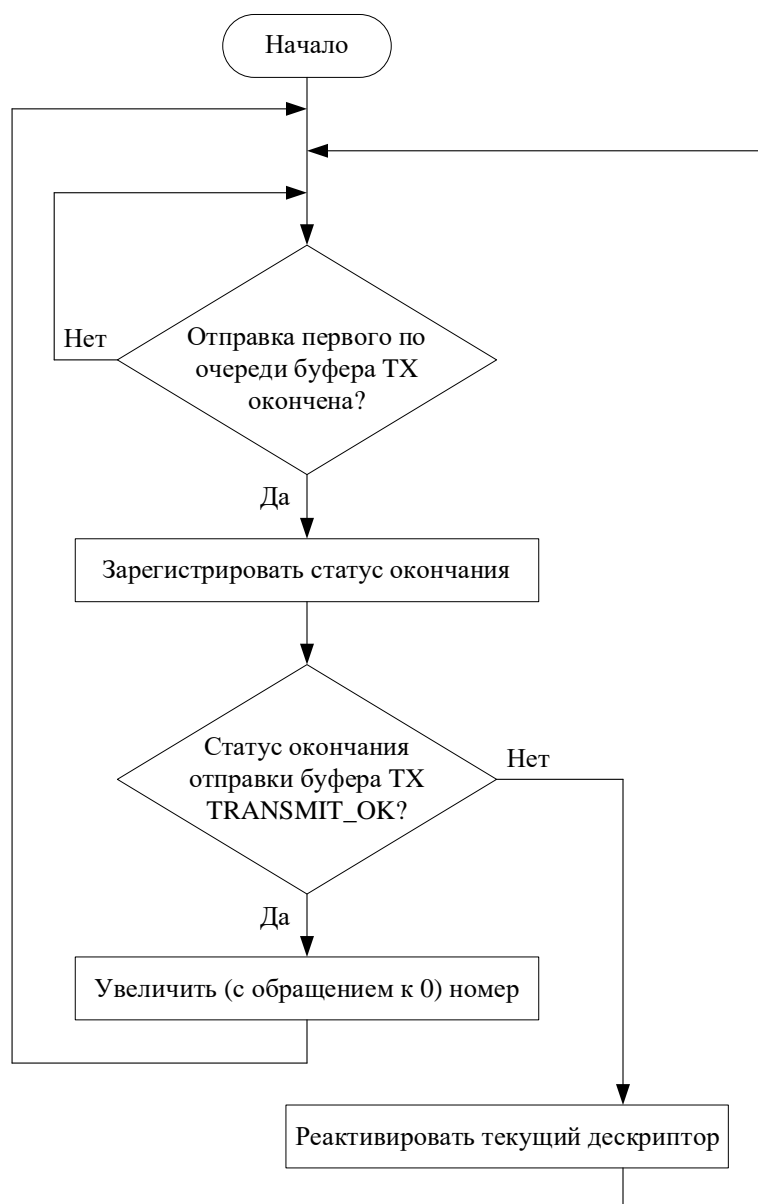 Начало
Нет
Отправка первого по
очереди буфера TX
окончена?
Да
Зарегистрировать статус окончания
Статус окончания
отправки буфера TX
TRANSMIT_OK?
Нет
Да
Увеличить (с обращением к 0) номер
Реактивировать текущий дескриптор